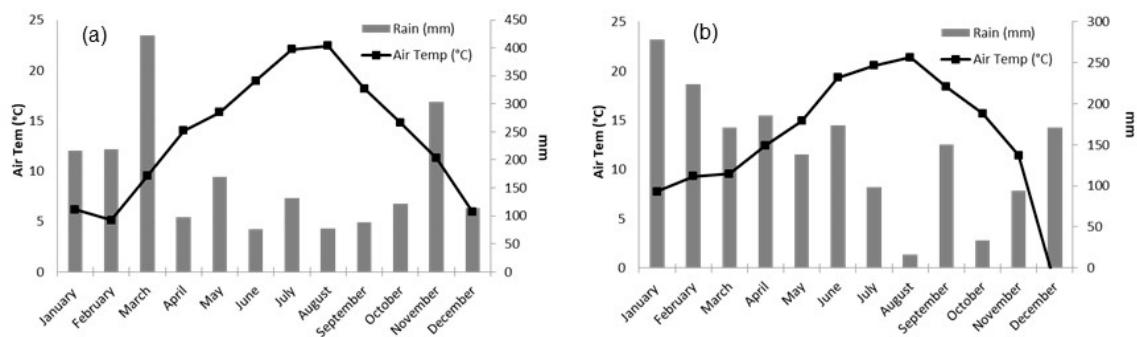 (a)
Rain (mm)
Air Temp (°C)
Air Tem (°C)
25
20
15
10
5
0
450
400
350
300
250
200
150
100
50
0
mm
January
February
March
April
May
June
July
August
September
October
November
December
(b)
Rain (mm)
Air Temp (°C)
Air Tem (°C)
25
20
15
10
5
0
300
250
200
150
100
50
0
mm
January
February
March
April
May
June
July
August
September
October
November
December